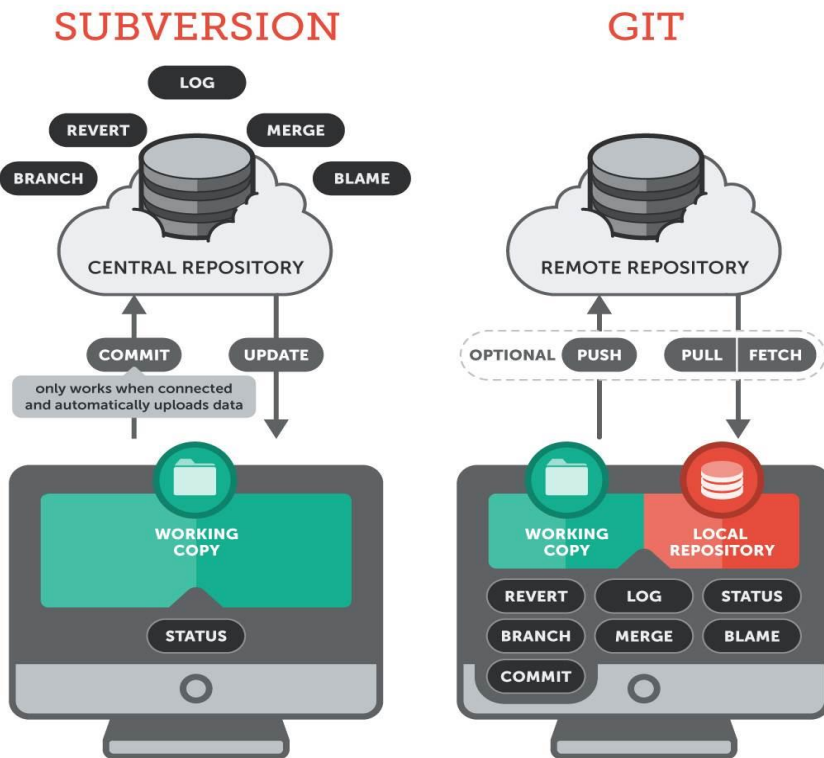 SUBVERSION
LOG
REVERT
MERGE
BRANCH
BLAME
CENTRAL REPOSITORY
COMMIT
UPDATE
only works when connected
and automatically uploads data
WORKING
COPY
STATUS
GIT
REMOTE REPOSITORY
OPTIONAL
PUSH
PULL
FETCH
WORKING
COPY
LOCAL
REPOSITORY
REVERT
LOG
STATUS
BRANCH
MERGE
BLAME
COMMIT